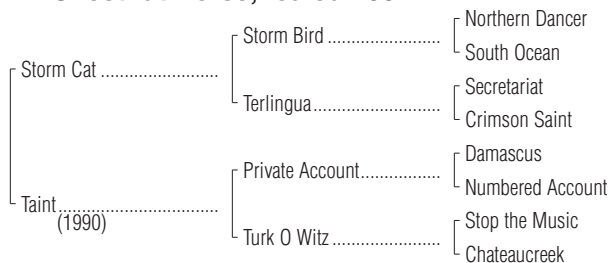 Northern Dancer
Storm Bird ........................
South Ocean
Storm Cat .........................
Secretariat
Terlingua...........................
Crimson Saint
Damascus
Private Account.................
Numbered Account
Taint..................................
(1990)
Stop the Music
Turk O Witz .......................
Chateaucreek